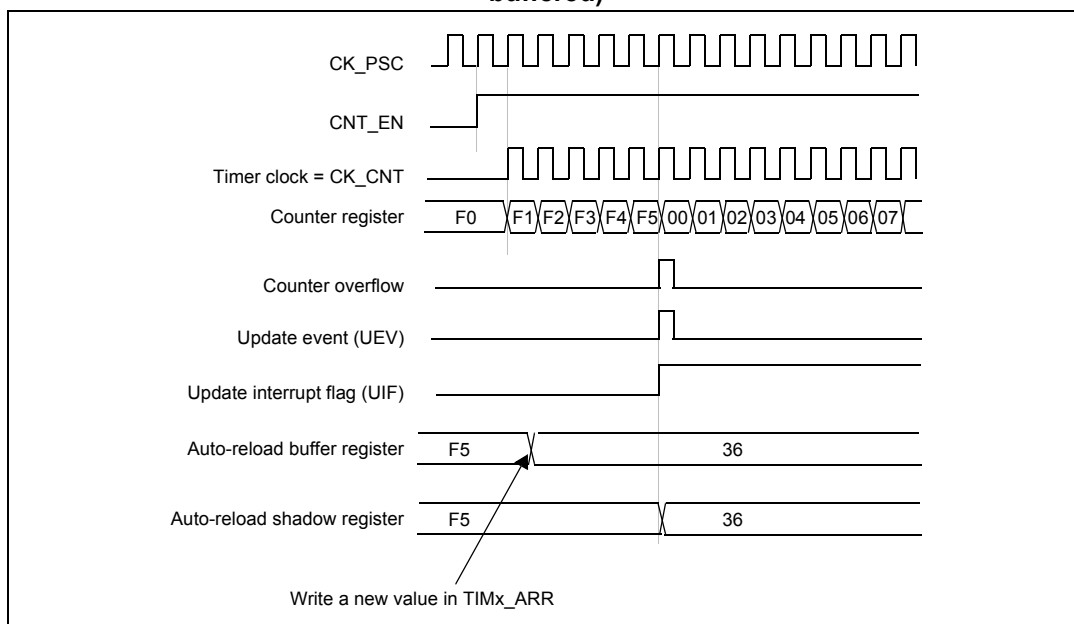 buffered)
CK_PSC
CNT_EN
Timer clock = CK_CNT
Counter register F0 F1 F2 F3 F4 F5 00 01 02 03 04 05 06 07
Counter overflow
Update event (UEV)
Update interrupt flag (UIF)
Auto-reload buffer register F5 36
Auto-reload shadow register F5 36
Write a new value in TIMx_ARR